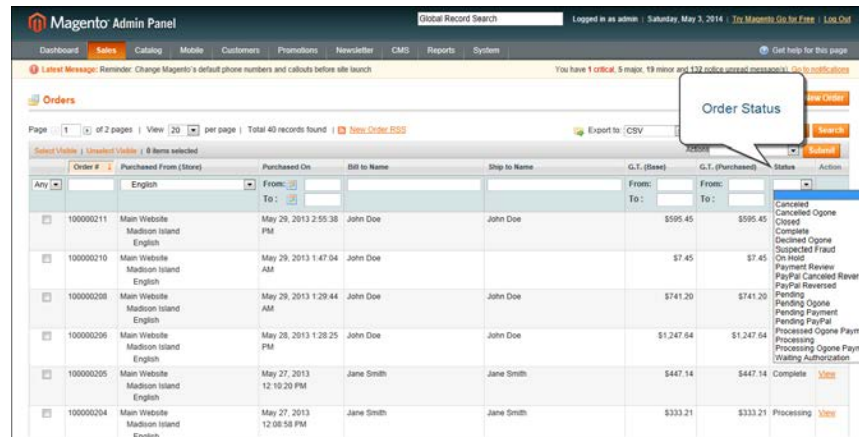 Magento Admin Panel
Global Record Search
Logged in as admin | Saturday, May 3, 2014 | Try Magento Go for Free | Log Out
Dashboard Sales Catalog Mobile Customers Promotions Newsletter CMS Reports System
Get help for this page
Latest Message: Reminder: Change Magento's default phone numbers and callouts before site launch
You have 1 critical, 5 major, 19 minor and 132 notice unread message(s). Go to notifications
Orders
Order Status
New Order
Page 1 of 2 pages | View 20 per page | Total 40 records found | New Order RSS
Export to: CSV
Search
Select Visible | Unselect Visible | 0 items selected
Actions
Submit
Order # Purchased From (Store) Purchased On Bill to Name Ship to Name G.T. (Base) G.T. (Purchased) Status Action
Any English From: From: From:
To : To : To :
Canceled
Cancelled Ogone
Closed
Complete
Declined Ogone
Suspected Fraud
On Hold
Payment Review
PayPal Canceled Rever
PayPal Reversed
Pending
Pending Ogone
Pending Payment
Pending PayPal
Processed Ogone Paym
Processing
Processing Ogone Payn
Waiting Authorization
100000211 Main Website May 29, 2013 2:55:38 John Doe John Doe $595.45 $595.45
Madison Island PM
English
100000210 Main Website May 29, 2013 1:47:04 John Doe $7.45 $7.45
Madison Island AM
English
100000208 Main Website May 29, 2013 1:29:44 John Doe John Doe $741.20 $741.20
Madison Island AM
English
100000206 Main Website May 28, 2013 1:28:25 John Doe John Doe $1,247.64 $1,247.64
Madison Island PM
English
100000205 Main Website May 27, 2013 Jane Smith Jane Smith $447.14 $447.14 Complete View
Madison Island 12:10:20 PM
English
100000204 Main Website May 27, 2013 Jane Smith Jane Smith $333.21 $333.21 Processing View
Madison Island 12:08:58 PM
English